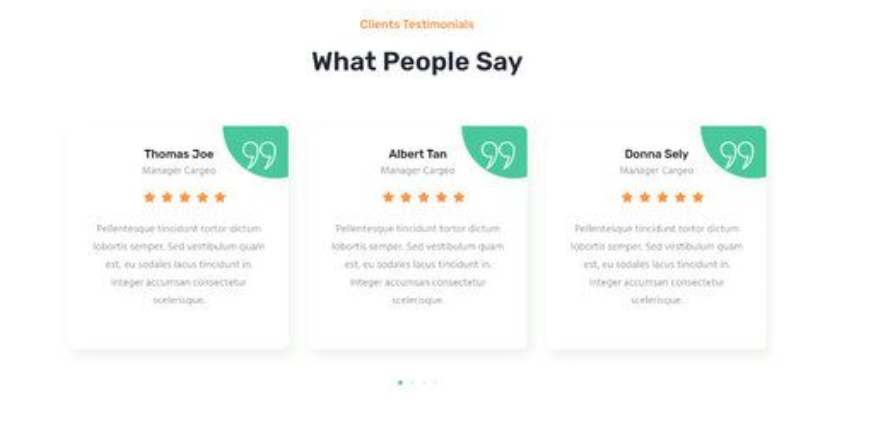 Clients Testimonials
What People Say
Thomas Joe
Manager Cargeo
Pellentesque tincidunt tortor dictum
lobortis semper. Sed vestibulum quam
est, eu sodales lacus tincidunt in.
Integer accumsan consectetur
scelerisque.
Albert Tan
Manager Cargeo
Pellentesque tincidunt tortor dictum
lobortis semper. Sed vestibulum quam
est, eu sodales lacus tincidunt in.
Integer accumsan consectetur
scelerisque.
Donna Sely
Manager Cargeo
Pellentesque tincidunt tortor dictum
lobortis semper. Sed vestibulum quam
est, eu sodales lacus tincidunt in.
Integer accumsan consectetur
scelerisque.